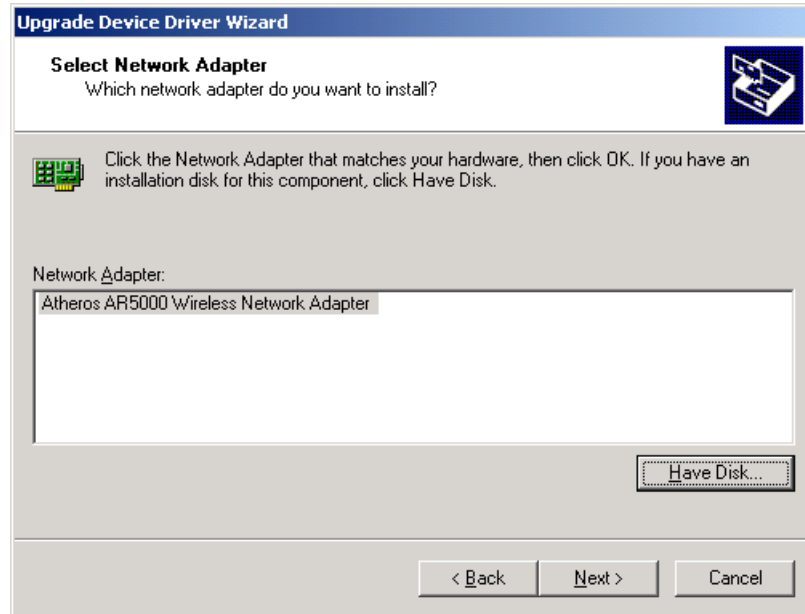 Upgrade Device Driver Wizard
Select Network Adapter
Which network adapter do you want to install?
Click the Network Adapter that matches your hardware, then click OK. If you have an
installation disk for this component, click Have Disk.
Network Adapter:
Atheros AR5000 Wireless Network Adapter
Have Disk...
< Back Next > Cancel